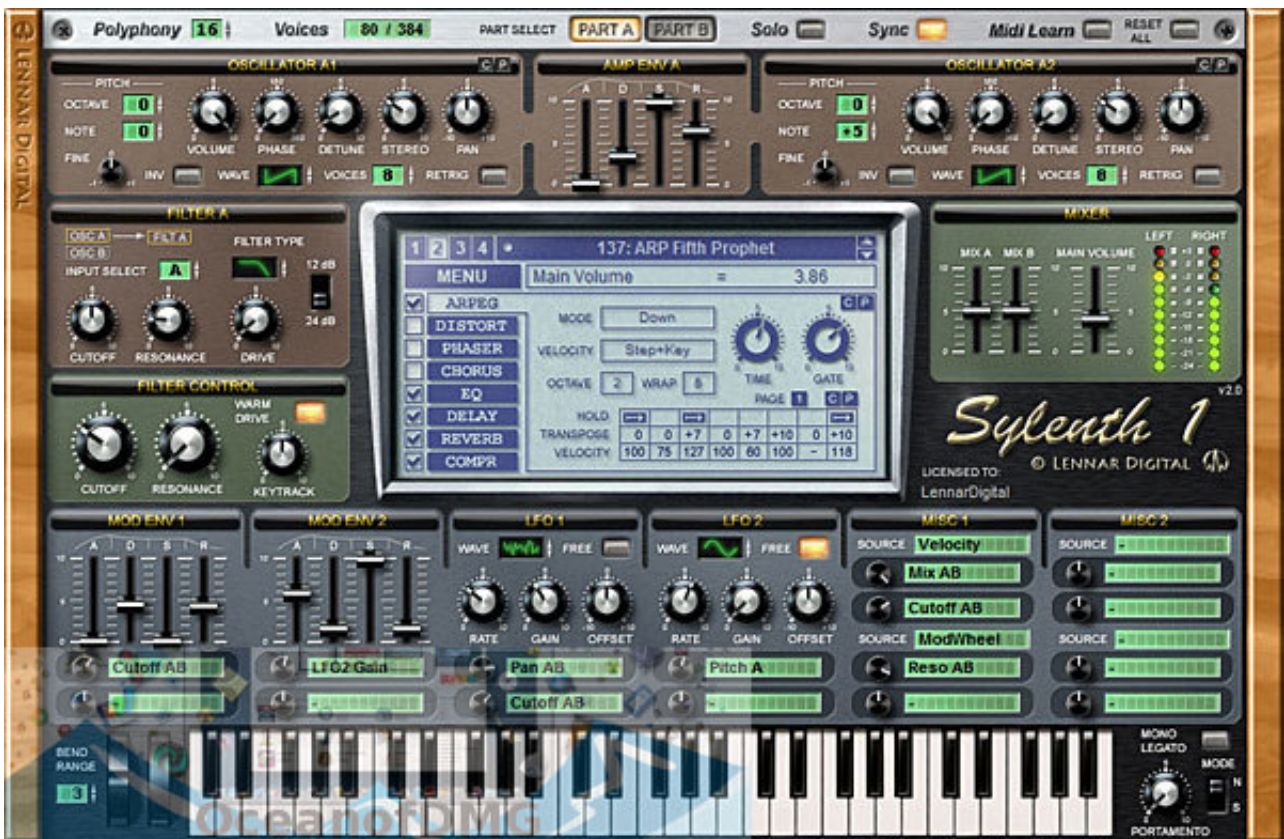 LENNAR DIGITAL
Polyphony 16 Voices 80 / 384 PART SELECT PART A PART B Solo Sync Midi Learn RESET ALL
OSCILLATOR A1 C P
PITCH
OCTAVE 0
NOTE 0
FINE
VOLUME PHASE DETUNE STEREO PAN
INV WAVE VOICES 8 RETRIG
AMP ENV A
A D S R
OSCILLATOR A2 C P
PITCH
OCTAVE 0
NOTE +5
FINE
VOLUME PHASE DETUNE STEREO PAN
INV WAVE VOICES 8 RETRIG
FILTER A
OSC A FILT A
OSC B
FILTER TYPE
INPUT SELECT A
12 dB
24 dB
CUTOFF RESONANCE DRIVE
FILTER CONTROL
WARM DRIVE
CUTOFF RESONANCE KEYTRACK
1 2 3 4 137: ARP Fifth Prophet
MENU Main Volume = 3.86
ARPEG
DISTORT
PHASER
CHORUS
EQ
DELAY
REVERB
COMPR
C P
MODE Down
VELOCITY Step+Key
OCTAVE 2 WRAP 8
TIME GATE
PAGE 1 C P
HOLD
TRANSPOSE 0 0 +7 0 +7 +10 0 +10
VELOCITY 100 75 127 100 60 100 - 118
MIXER
LEFT RIGHT
MIX A MIX B MAIN VOLUME
v2.0
Sylenth 1
© LENNAR DIGITAL
LICENSED TO:
LennarDigital
MOD ENV 1
A D S R
Cutoff AB
-
MOD ENV 2
A D S R
LFO2 Gain
-
LFO 1
WAVE FREE
RATE GAIN OFFSET
Pan AB
Cutoff AB
LFO 2
WAVE FREE
RATE GAIN OFFSET
Pitch A
-
MISC 1
SOURCE Velocity
Mix AB
Cutoff AB
SOURCE ModWheel
Reso AB
-
MISC 2
SOURCE -
-
-
SOURCE -
-
-
BEND RANGE
3
MONO LEGATO
MODE
N
S
PORTAMENTO
OceanofDMG